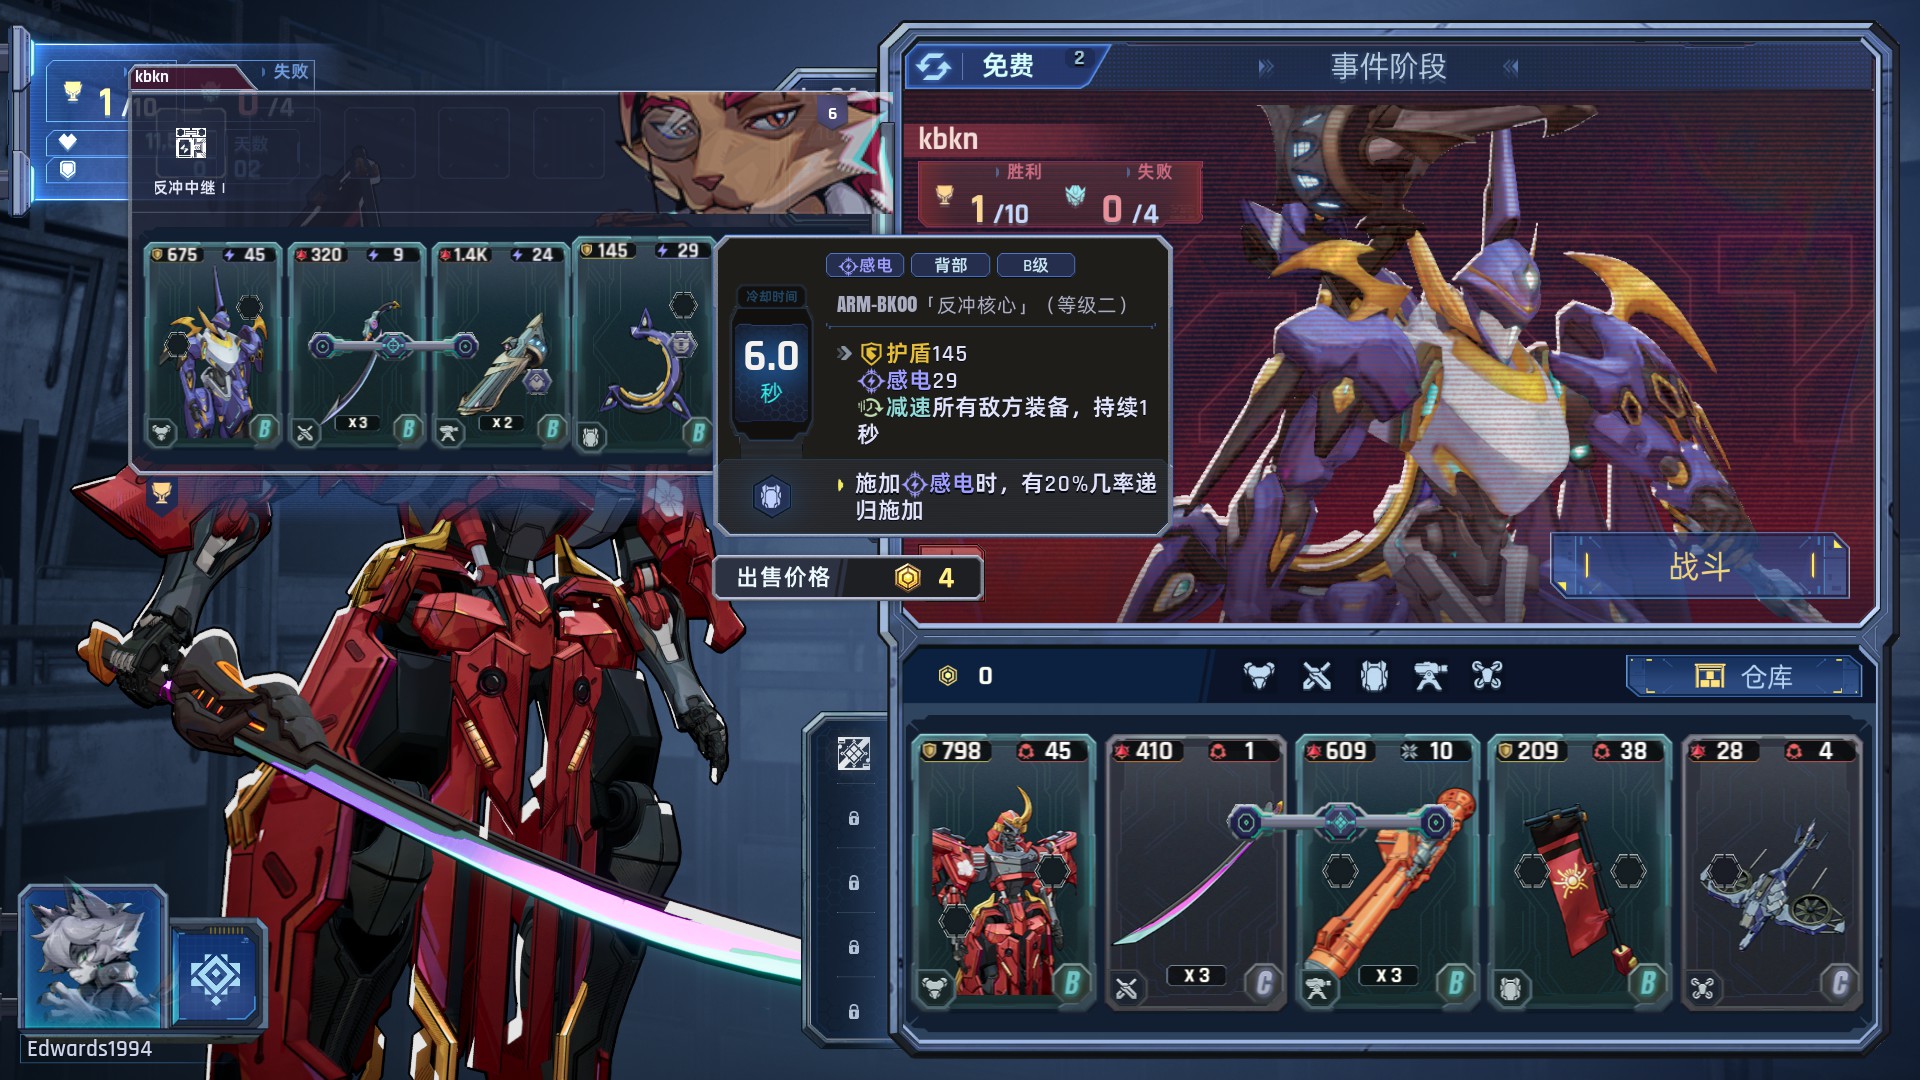 免费
2
事件阶段
kbkn
失败
1/10
0/4
天数
02
反冲中继 I
6
675
45
320
9
x3
B
1.4K
24
x2
B
145
29
B
B
感电
背部
B级
冷却时间
6.0
秒
ARM-BK00「反冲核心」（等级二）
护盾145
感电29
减速所有敌方装备，持续1
秒
施加感电时，有20%几率递
归施加
出售价格
4
kbkn
胜利
失败
1/10
0/4
战斗
0
仓库
798
45
B
410
1
x3
C
609
10
x3
B
209
38
B
28
4
C
Edwards1994